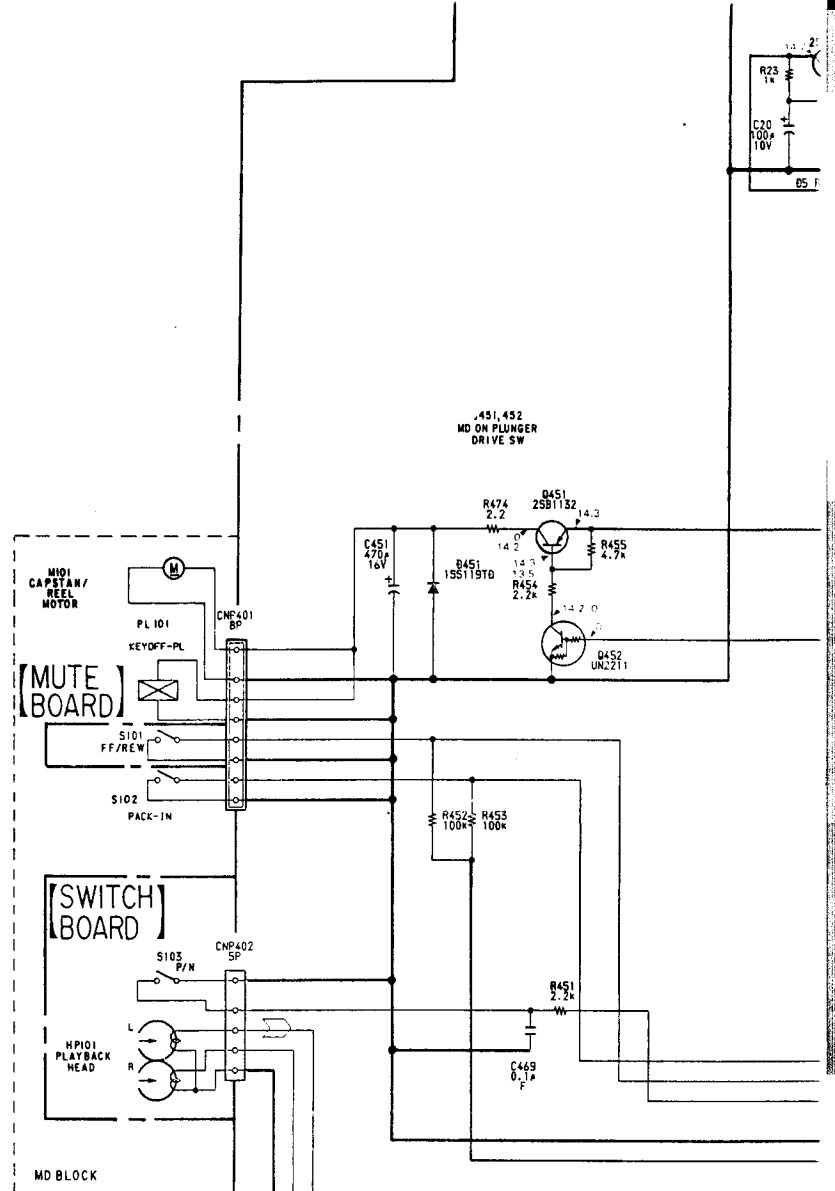 R23
1k
C20
100µ
10V
.451,452
MD ON PLUNGER
DRIVE SW
Q451
2SB1132
R474
2.2
14.3
0
14.2
C451
470µ
16V
D451
1SS119TD
14.3
13.5
R455
4.7k
R454
2.2k
14.2 0
0
Q452
UN2211
M101
CAPSTAN/
REEL
MOTOR
M
PL101
CNP401
8P
KEYOFF-PL
【MUTE
BOARD】
S101
FF/REW
S102
PACK-IN
R452
100k
R453
100k
【SWITCH
BOARD】
CNP402
5P
S103
P/N
R451
2.2k
HP101
PLAYBACK
HEAD
L
R
C469
0.1µ
F
MD BLOCK